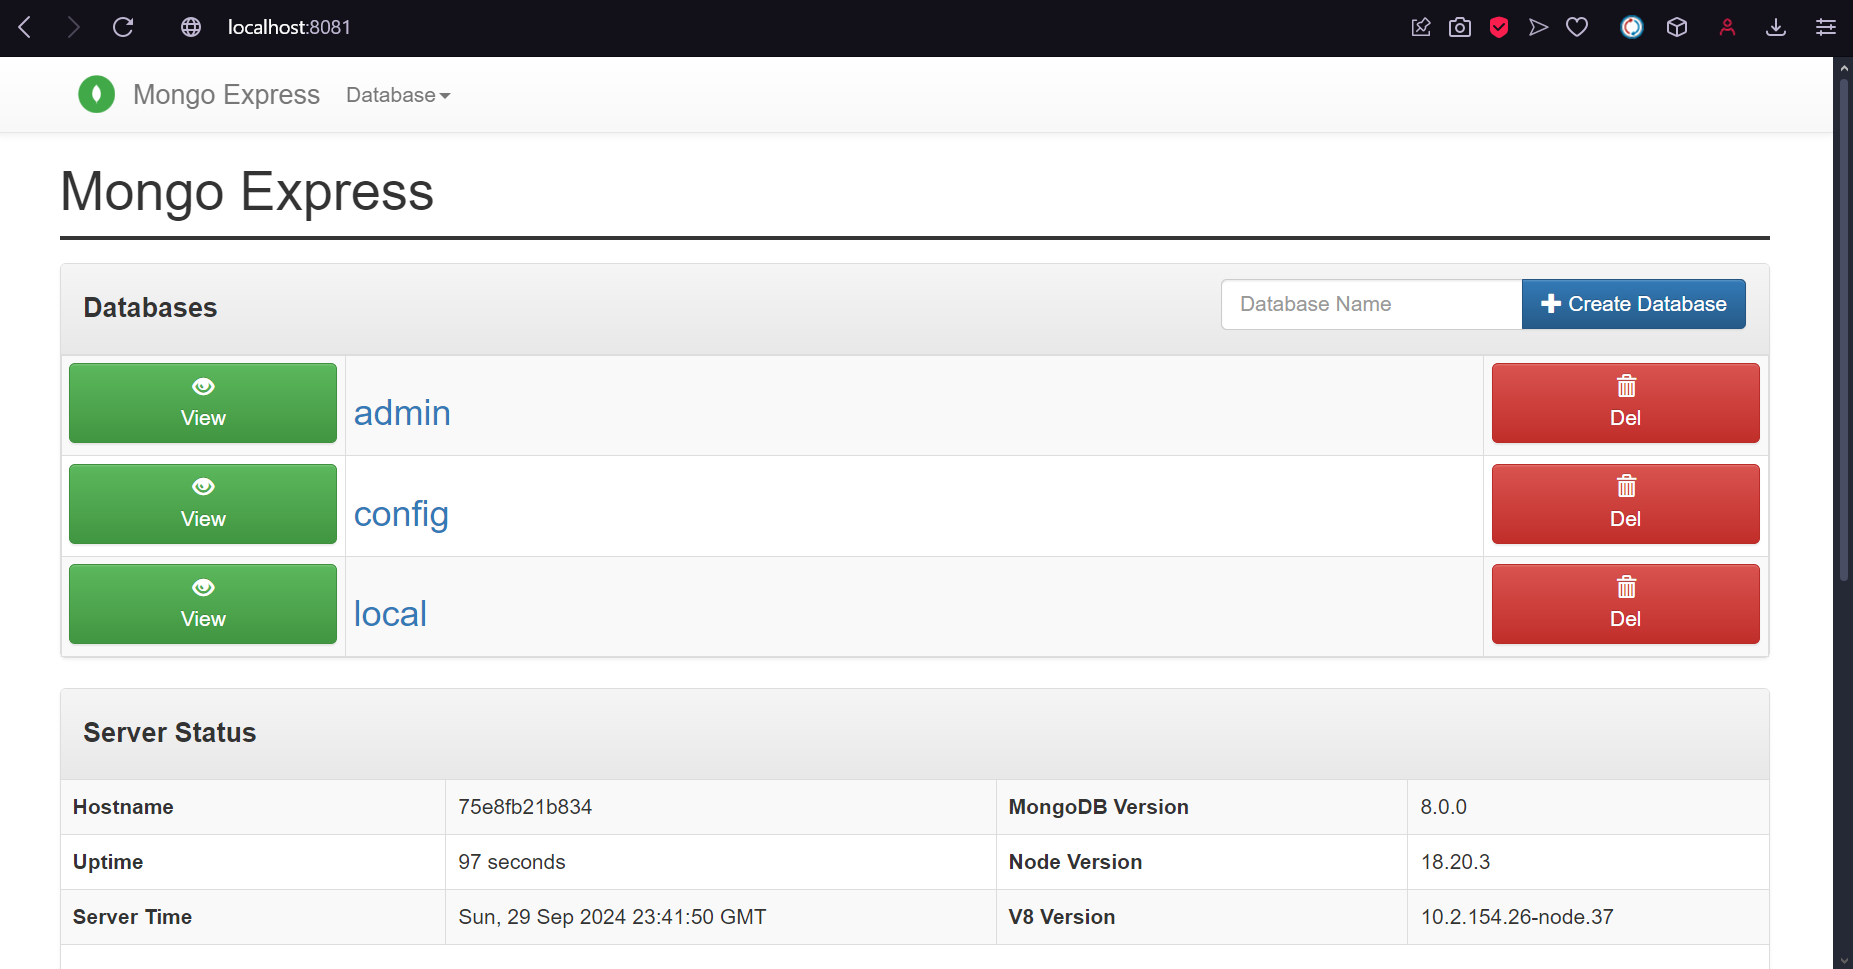 localhost:8081
Mongo Express Database
Mongo Express
Databases
Database Name
Create Database
View admin Del
View config Del
View local Del
Server Status
Hostname 75e8fb21b834 MongoDB Version 8.0.0
Uptime 97 seconds Node Version 18.20.3
Server Time Sun, 29 Sep 2024 23:41:50 GMT V8 Version 10.2.154.26-node.37